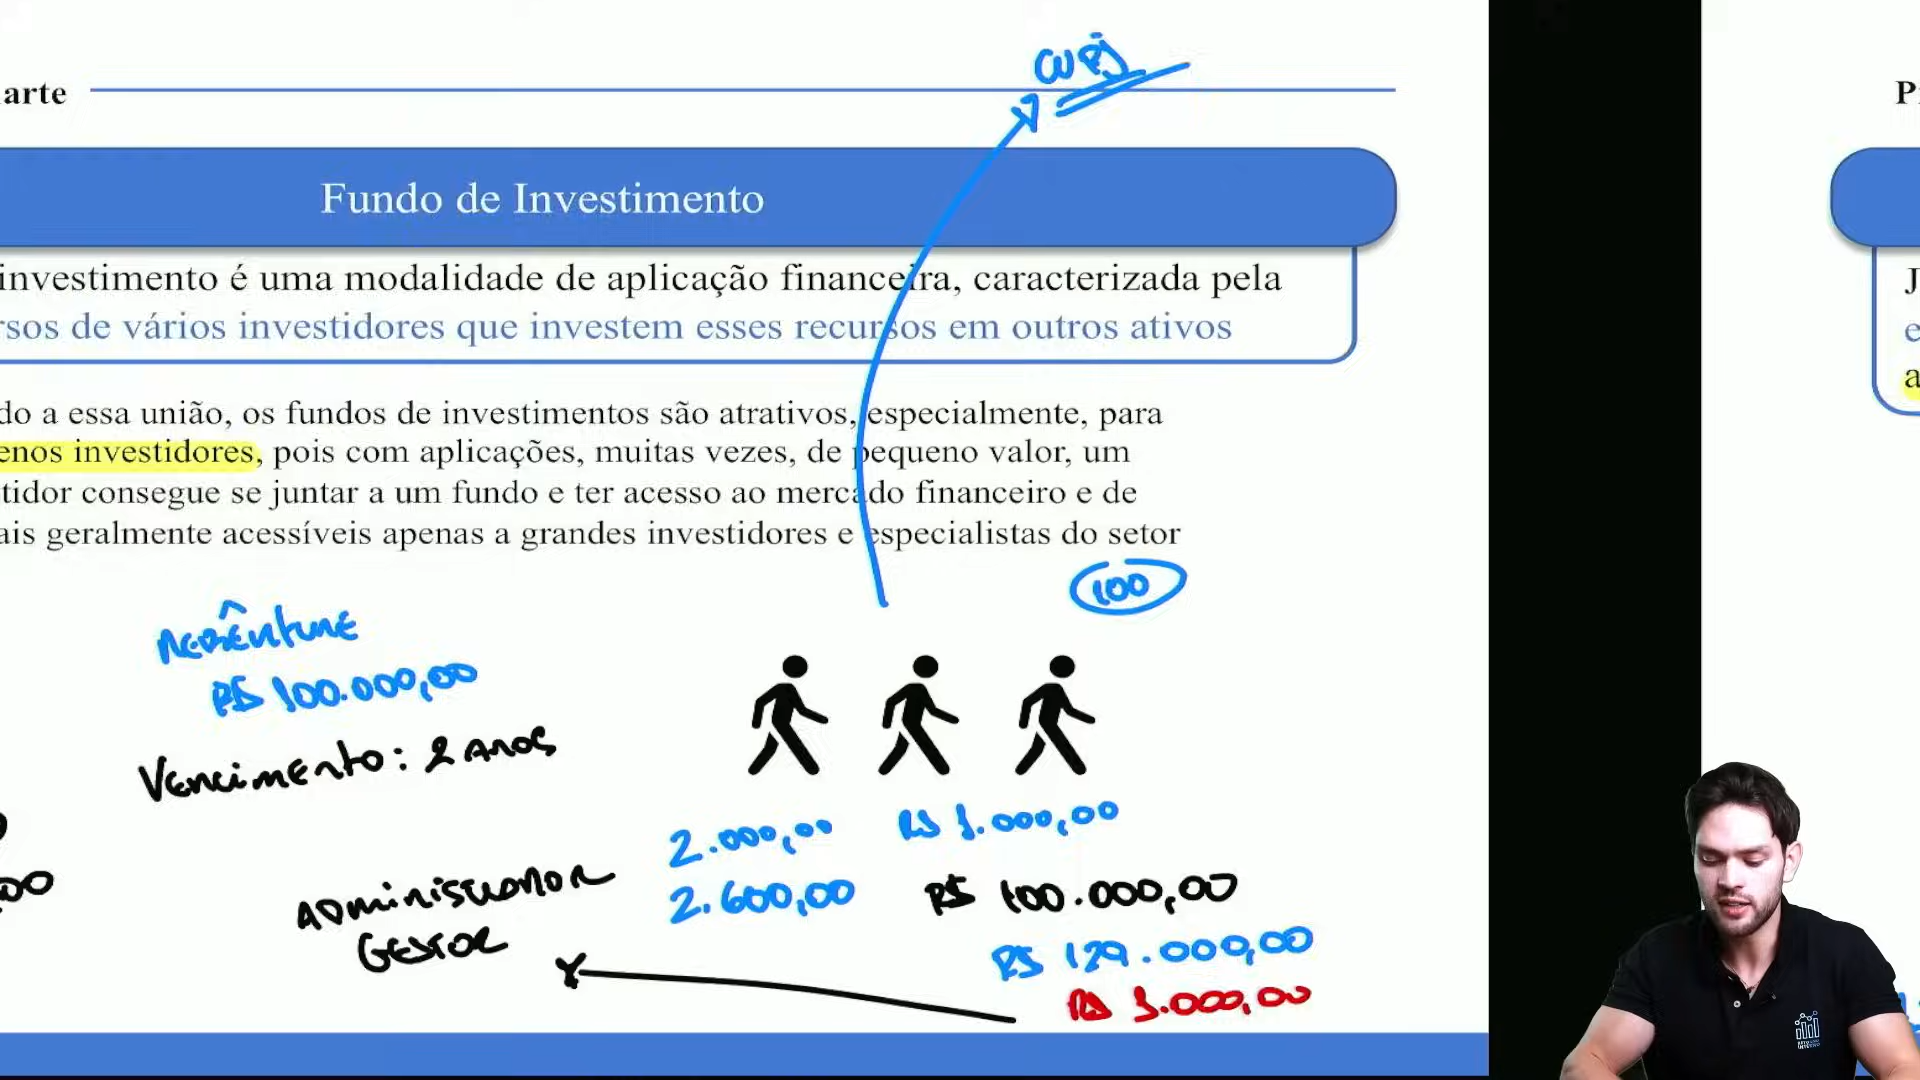 CNPJ
arte
Fundo de Investimento
investimento é uma modalidade de aplicação financeira, caracterizada pela
rsos de vários investidores que investem esses recursos em outros ativos
do a essa união, os fundos de investimentos são atrativos, especialmente, para
enos investidores, pois com aplicações, muitas vezes, de pequeno valor, um
tidor consegue se juntar a um fundo e ter acesso ao mercado financeiro e de
ais geralmente acessíveis apenas a grandes investidores e especialistas do setor
100
DEBÊNTURE
R$ 100.000,00
Vencimento: 2 ANOS
2.000,00 R$ 1.000,00
,00
ADMINISTRADOR
GESTOR
2.600,00 R$ 100.000,00
R$ 129.000,00
R$ 1.000,00
P
J
e
a